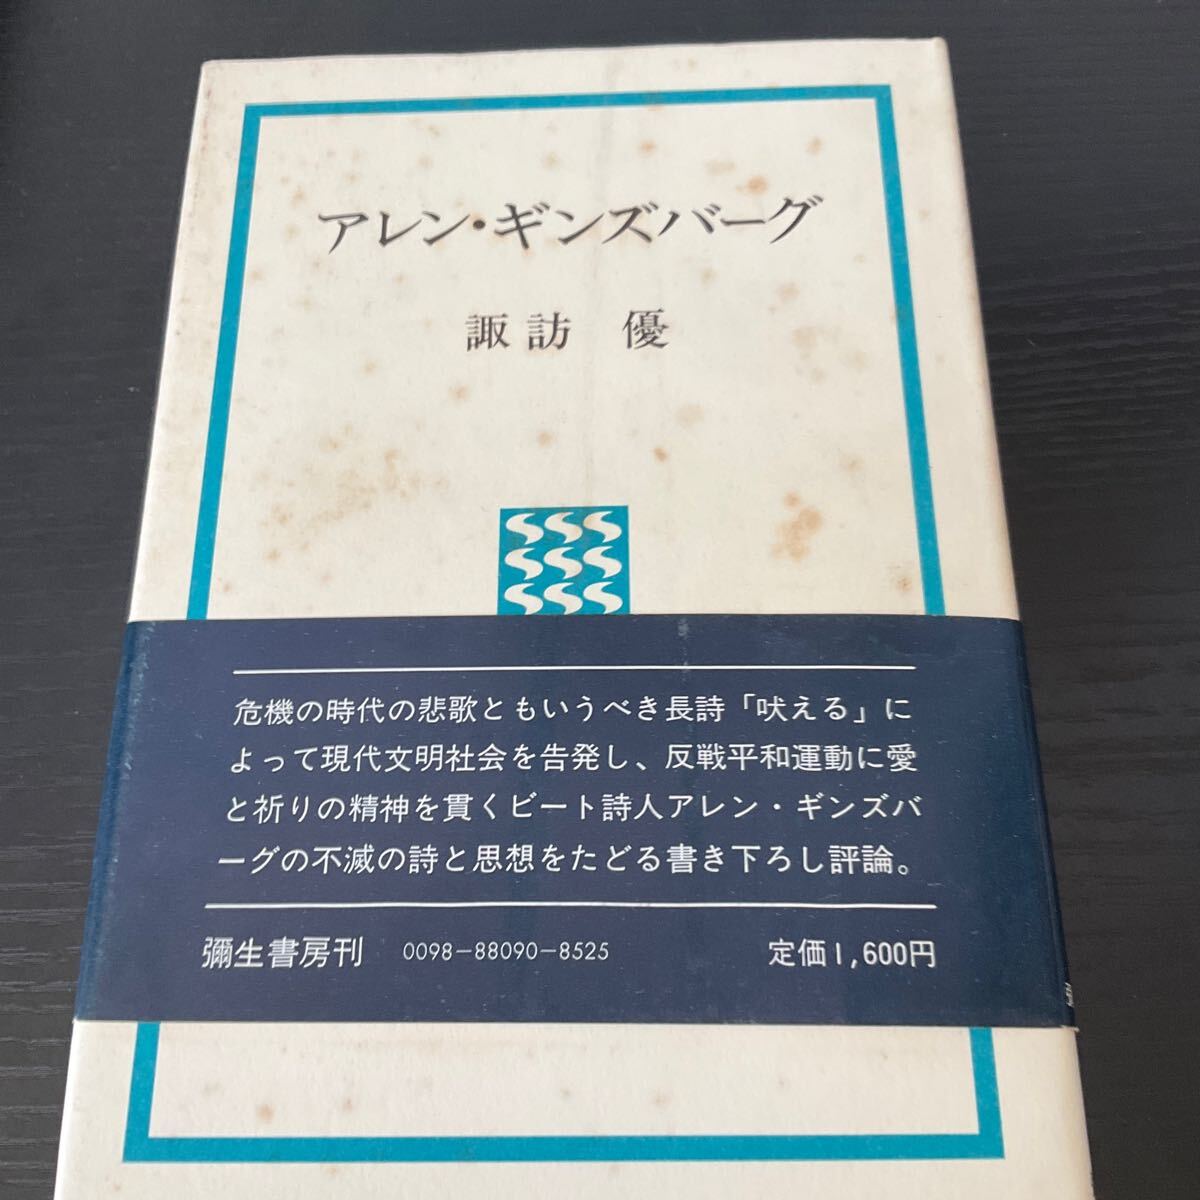 アレン・ギンズバーグ
諏訪 優
危機の時代の悲歌ともいうべき長詩「吠える」に
よって現代文明社会を告発し、反戦平和運動に愛
と祈りの精神を貫くビート詩人アレン・ギンズバ
ーグの不滅の詩と思想をたどる書き下ろし評論。
彌生書房刊 0098-88090-8525 定価1,600円